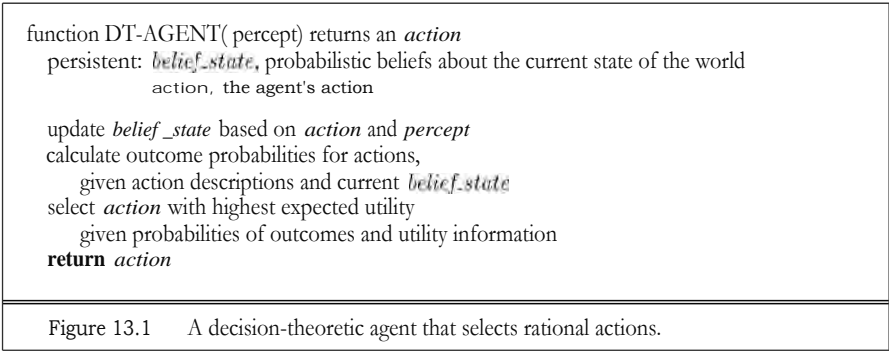 function DT-AGENT( percept) returns an action
persistent: belief_state, probabilistic beliefs about the current state of the world
action, the agent's action
update belief _state based on action and percept
calculate outcome probabilities for actions,
given action descriptions and current belief_state
select action with highest expected utility
given probabilities of outcomes and utility information
return action
Figure 13.1 A decision-theoretic agent that selects rational actions.